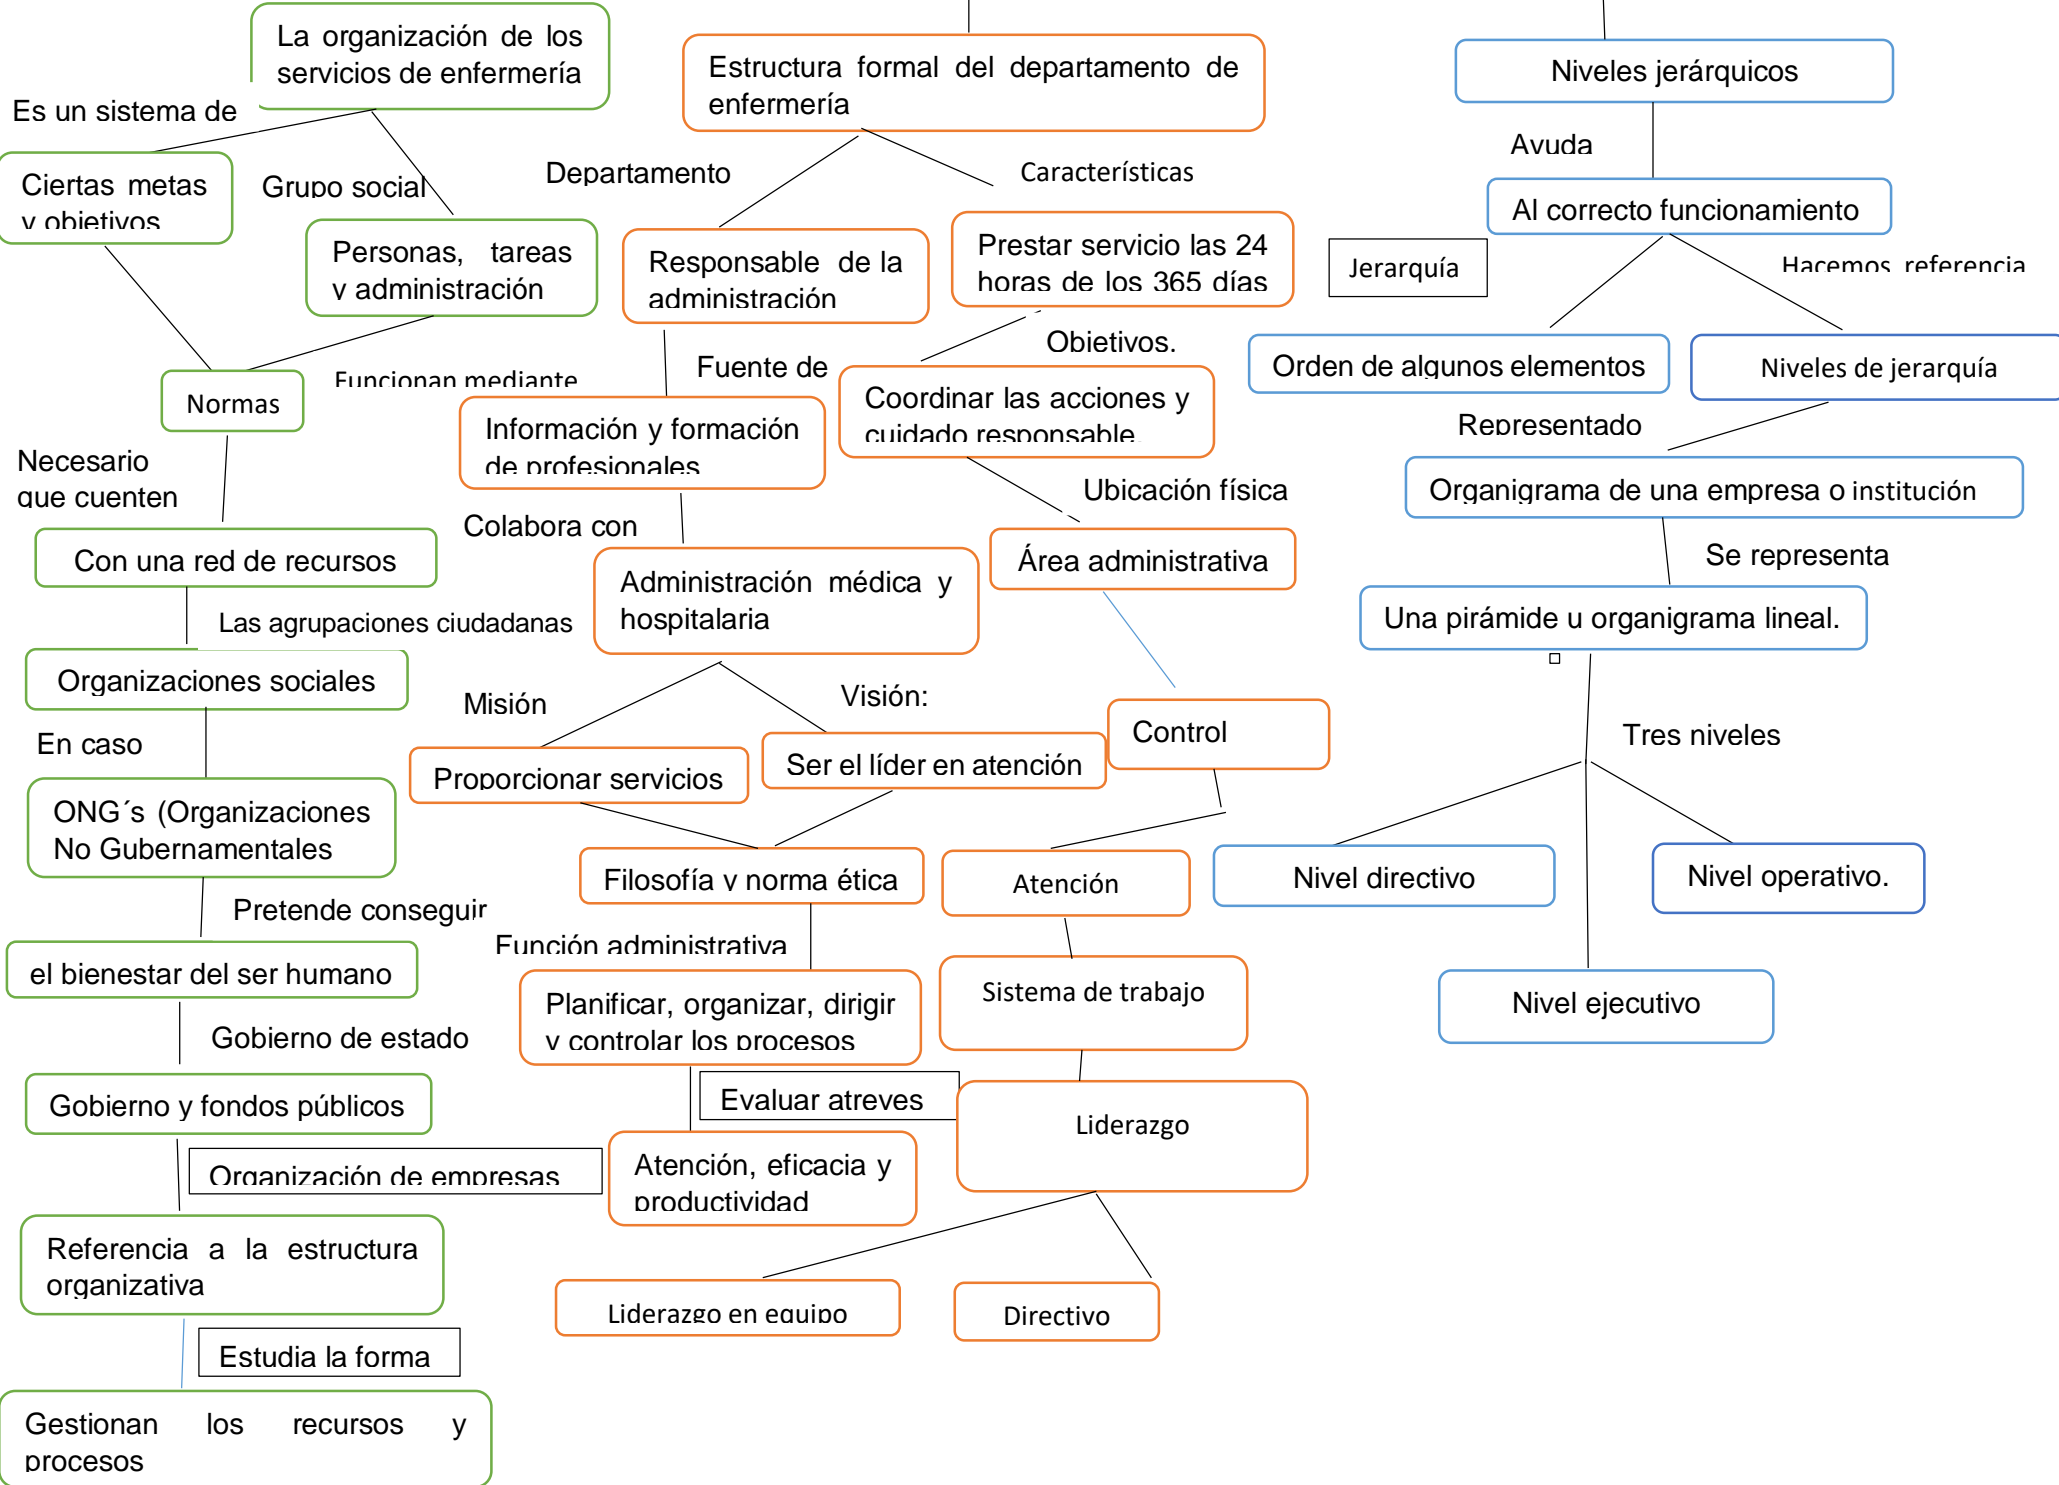 La organización de los
servicios de enfermería
Es un sistema de
Ciertas metas
y objetivos
Grupo social
Personas, tareas
y administración
Normas
Funcionan mediante
Necesario
que cuenten
Con una red de recursos
Las agrupaciones ciudadanas
Organizaciones sociales
En caso
ONG´s (Organizaciones
No Gubernamentales
Pretende conseguir
el bienestar del ser humano
Gobierno de estado
Gobierno y fondos públicos
Organización de empresas
Referencia a la estructura
organizativa
Estudia la forma
Gestionan los recursos y
procesos
Estructura formal del departamento de
enfermería
Departamento
Características
Responsable de la
administración
Prestar servicio las 24
horas de los 365 días
Fuente de
Objetivos.
Información y formación
de profesionales
Coordinar las acciones y
cuidado responsable.
Colabora con
Ubicación física
Administración médica y
hospitalaria
Área administrativa
Misión
Visión:
Control
Proporcionar servicios
Ser el líder en atención
Filosofía y norma ética
Atención
Función administrativa
Planificar, organizar, dirigir
y controlar los procesos
Sistema de trabajo
Evaluar atreves
Liderazgo
Atención, eficacia y
productividad
Liderazgo en equipo
Directivo
Niveles jerárquicos
Ayuda
Al correcto funcionamiento
Jerarquía
Hacemos referencia
Orden de algunos elementos
Niveles de jerarquía
Representado
Organigrama de una empresa o institución
Se representa
Una pirámide u organigrama lineal.
Tres niveles
Nivel directivo
Nivel operativo.
Nivel ejecutivo